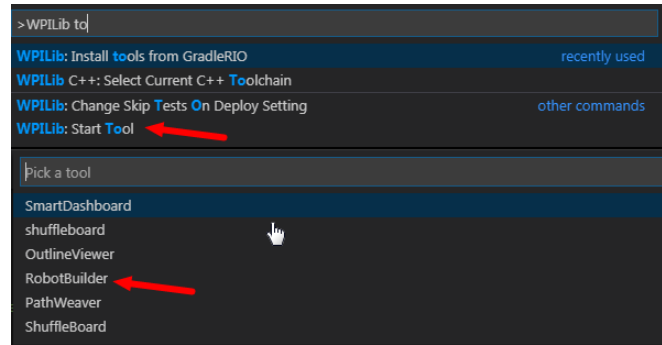 >WPILib to
WPILib: Install tools from GradleRIO recently used
WPILib C++: Select Current C++ Toolchain
WPILib: Change Skip Tests On Deploy Setting other commands
WPILib: Start Tool
Pick a tool
SmartDashboard
shuffleboard
OutlineViewer
RobotBuilder
PathWeaver
ShuffleBoard